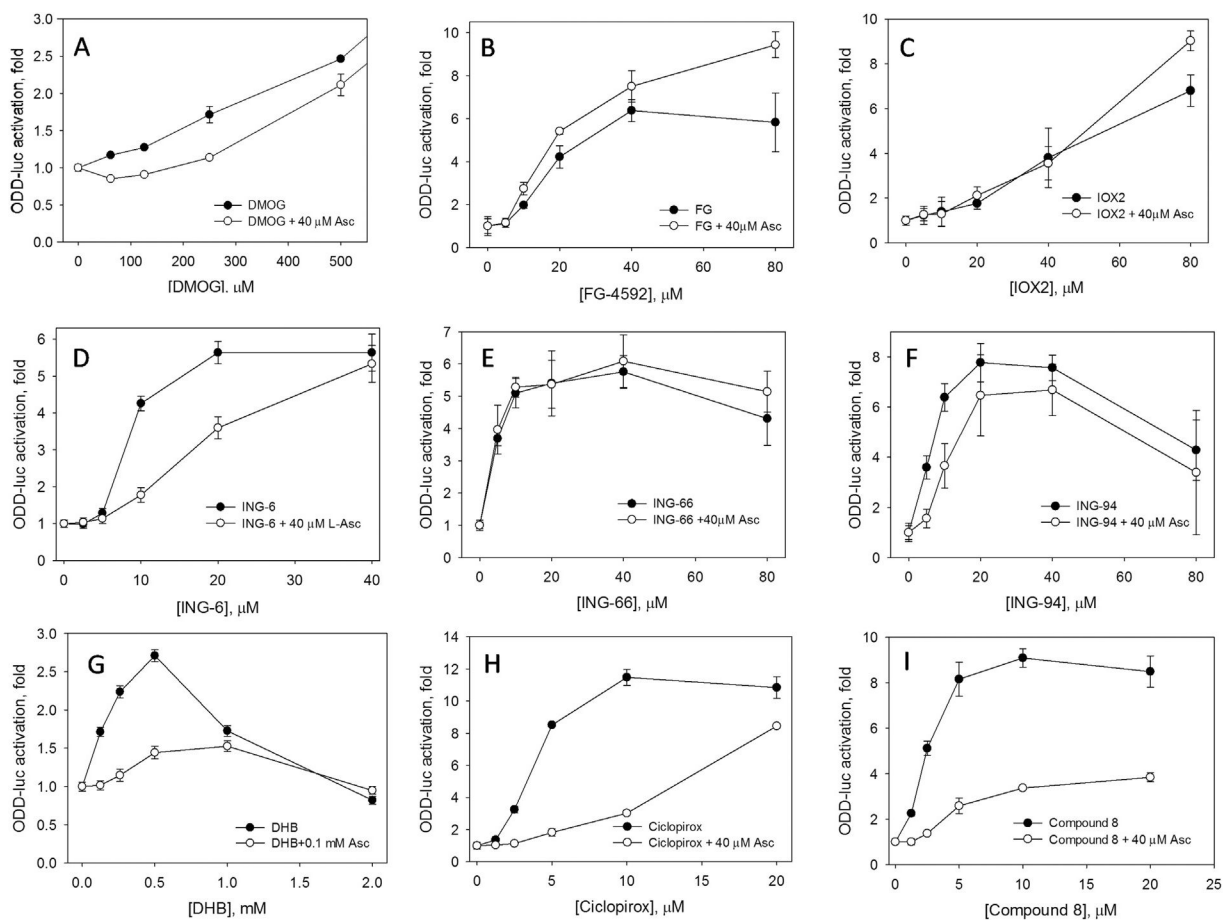 A
ODD-luc activation, fold
3.0
2.5
2.0
1.5
1.0
0.5
0.0
DMOG
DMOG + 40 μM Asc
0 100 200 300 400 500
[DMOG], μM
B
ODD-luc activation, fold
10
8
6
4
2
0
FG
FG + 40μM Asc
0 20 40 60 80
[FG-4592], μM
C
ODD-luc activation, fold
10
8
6
4
2
0
IOX2
IOX2 + 40μM Asc
0 20 40 60 80
[IOX2], μM
D
ODD-luc activation, fold
6
5
4
3
2
1
0
ING-6
ING-6 + 40 μM L-Asc
0 10 20 30 40
[ING-6], μM
E
ODD-luc activation, fold
7
6
5
4
3
2
1
0
ING-66
ING-66 +40μM Asc
0 20 40 60 80
[ING-66], μM
F
ODD-luc activation, fold
8
6
4
2
0
ING-94
ING-94 + 40 μM Asc
0 20 40 60 80
[ING-94], μM
G
ODD-luc activation, fold
3.0
2.5
2.0
1.5
1.0
0.5
0.0
DHB
DHB+0.1 mM Asc
0.0 0.5 1.0 1.5 2.0
[DHB], mM
H
ODD-luc activation, fold
14
12
10
8
6
4
2
0
Ciclopirox
Ciclopirox + 40 μM Asc
0 5 10 15 20
[Ciclopirox], μM
I
ODD-luc activation, fold
10
8
6
4
2
0
Compound 8
Compound 8 + 40 μM Asc
0 5 10 15 20 25
[Compound 8], μM